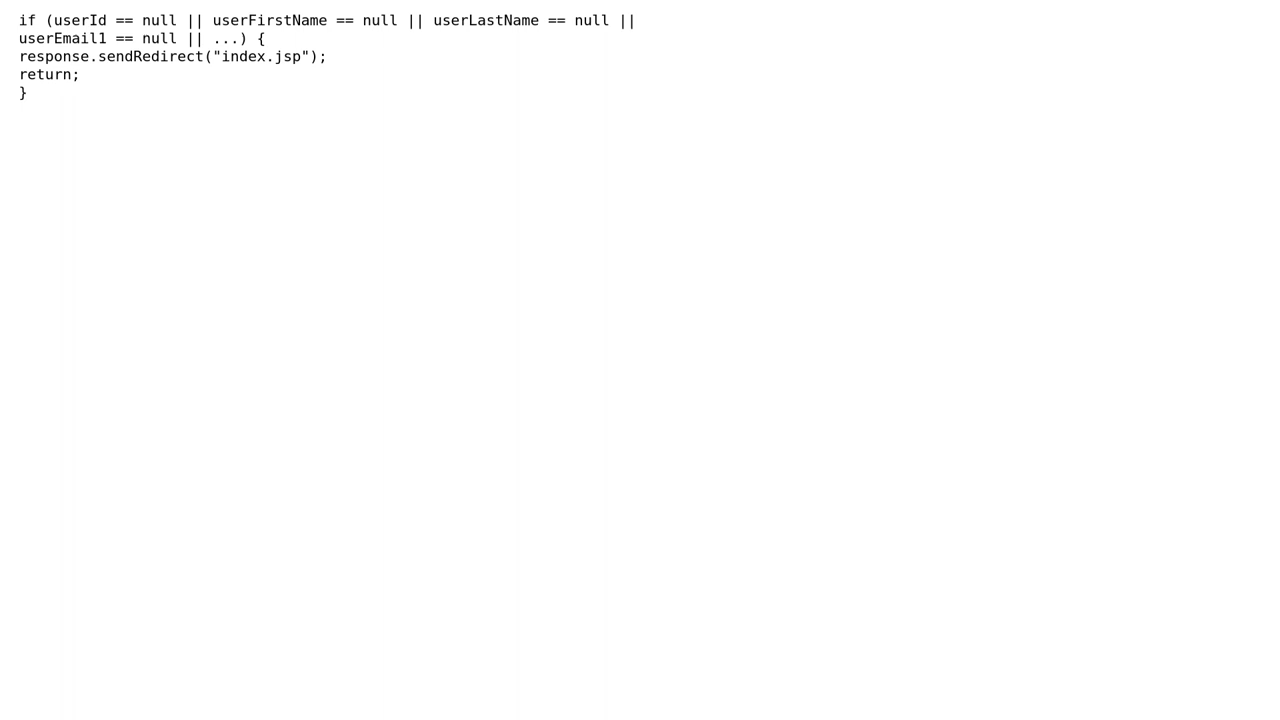 if (userId == null || userFirstName == null || userLastName == null ||
userEmail1 == null || ...) {
response.sendRedirect("index.jsp");
return;
}